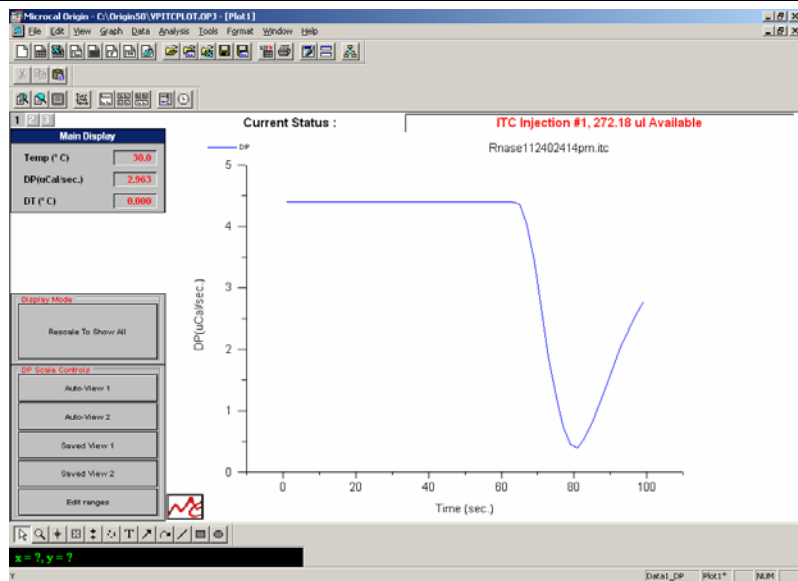 Microcal Origin - C:\Origin50\VPITCPLOT.OPJ - [Plot1]
File Edit View Graph Data Analysis Tools Format Window Help
1 2 3
Main Display
Temp (° C) 30.0
DP(uCal/sec.) 2.963
DT (° C) 0.000
Current Status : ITC Injection #1, 272.18 ul Available
DP
Rnase112402414pm.itc
5
4
3
2
1
0
DP(uCal/sec.)
0 20 40 60 80 100
Time (sec.)
Display Mode
Rescale To Show All
DP Scale Controls
Auto-View 1
Auto-View 2
Saved View 1
Saved View 2
Edit ranges
T
x = ?, y = ?
Y Data1_DP Plot1* NUM